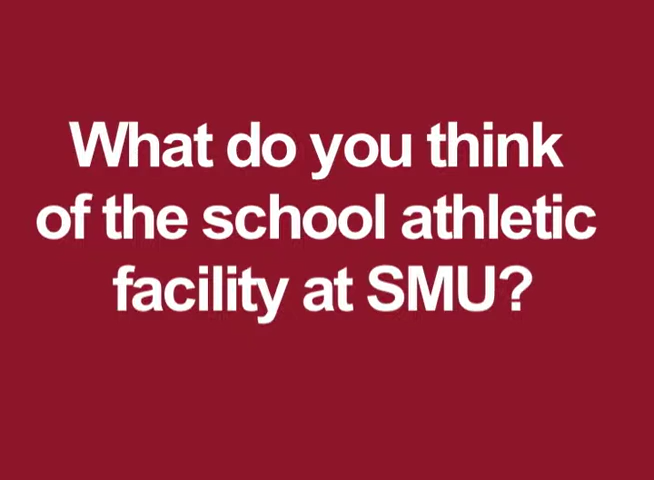 What do you think
of the school athletic
facility at SMU?